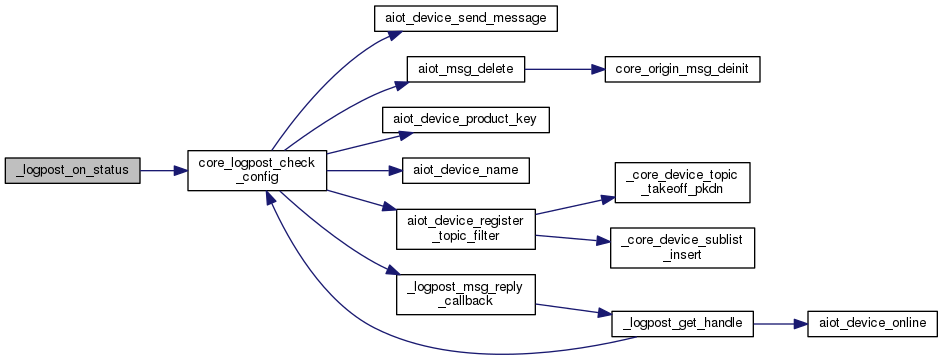 _logpost_on_status
core_logpost_check
_config
aiot_device_send_message
aiot_msg_delete
core_origin_msg_deinit
aiot_device_product_key
aiot_device_name
aiot_device_register
_topic_filter
_core_device_topic
_takeoff_pkdn
_core_device_sublist
_insert
_logpost_msg_reply
_callback
_logpost_get_handle
aiot_device_online